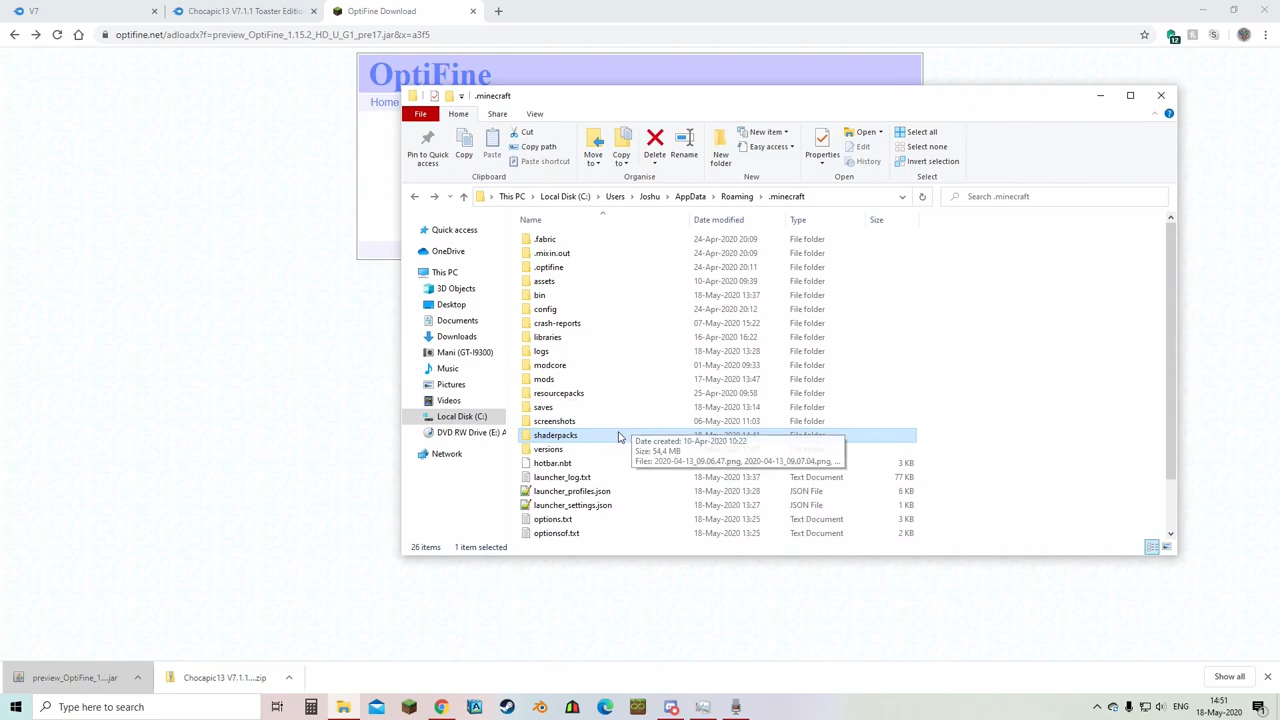 V7
Chocapic13 V7.1.1 Toaster Edition
OptiFine Download
optifine.net/adloadx?f=preview_OptiFine_1.15.2_HD_U_G1_pre17.jar&x=a3f5
12
OptiFine
Home
.minecraft
File Home Share View
Pin to Quick access
Copy
Paste
Cut
Copy path
Paste shortcut
Clipboard
Move to
Copy to
Delete
Rename
Organise
New folder
New item
Easy access
New
Properties
Open
Edit
History
Open
Select all
Select none
Invert selection
Select
This PC > Local Disk (C:) > Users > Joshu > AppData > Roaming > .minecraft
Search .minecraft
Quick access
OneDrive
This PC
3D Objects
Desktop
Documents
Downloads
Mani (GT-I9300)
Music
Pictures
Videos
Local Disk (C:)
DVD RW Drive (E:) A
Network
Name Date modified Type Size
.fabric 24-Apr-2020 20:09 File folder
.mixin.out 24-Apr-2020 20:09 File folder
.optifine 24-Apr-2020 20:11 File folder
assets 10-Apr-2020 09:39 File folder
bin 18-May-2020 13:37 File folder
config 24-Apr-2020 20:12 File folder
crash-reports 07-May-2020 15:22 File folder
libraries 16-Apr-2020 16:22 File folder
logs 18-May-2020 13:28 File folder
modcore 01-May-2020 09:33 File folder
mods 17-May-2020 13:47 File folder
resourcepacks 25-Apr-2020 09:58 File folder
saves 18-May-2020 13:14 File folder
screenshots 06-May-2020 11:03 File folder
shaderpacks
Date created: 10-Apr-2020 10:22
Size: 54,4 MB
Files: 2020-04-13_09.06.47.png, 2020-04-13_09.07.04.png, ...
versions
hotbar.nbt 3 KB
launcher_log.txt 18-May-2020 13:37 Text Document 77 KB
launcher_profiles.json 18-May-2020 13:28 JSON File 6 KB
launcher_settings.json 18-May-2020 13:27 JSON File 1 KB
options.txt 18-May-2020 13:25 Text Document 3 KB
optionsof.txt 18-May-2020 13:25 Text Document 2 KB
26 items 1 item selected
preview_OptiFine_1....jar
Chocapic13 V7.1.1....zip
Show all
Type here to search
ENG
14:51
18-May-2020
1